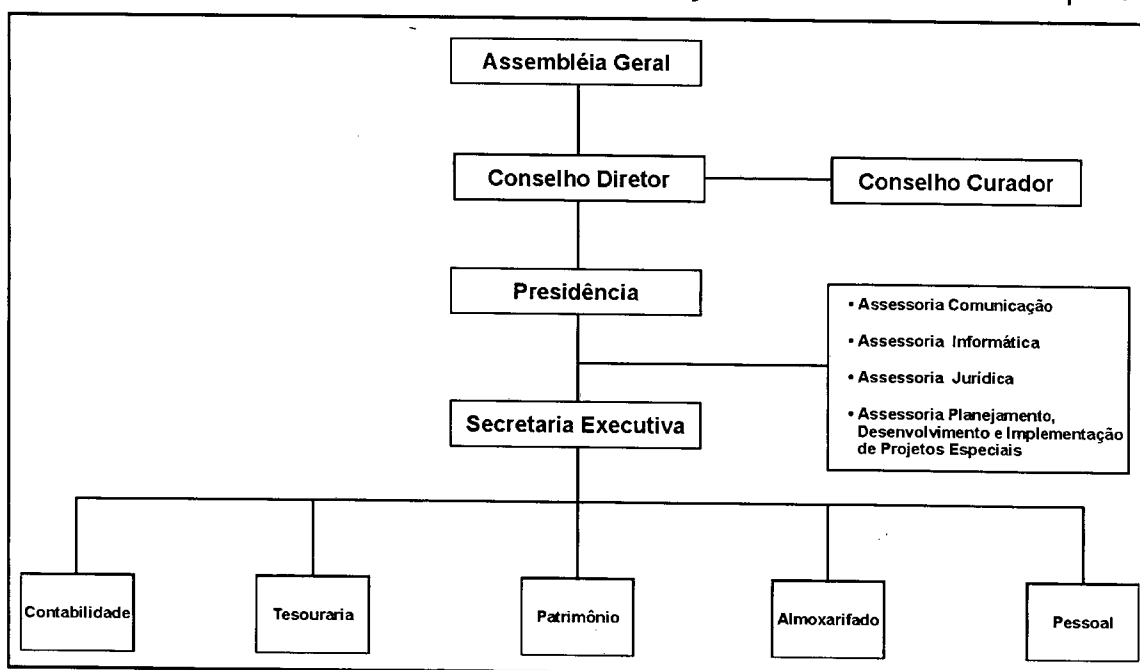 Assembléia Geral
Conselho Diretor
Conselho Curador
Presidência
• Assessoria Comunicação
• Assessoria Informática
• Assessoria Jurídica
• Assessoria Planejamento,
Desenvolvimento e Implementação
de Projetos Especiais
Secretaria Executiva
Contabilidade
Tesouraria
Patrimônio
Almoxarifado
Pessoal